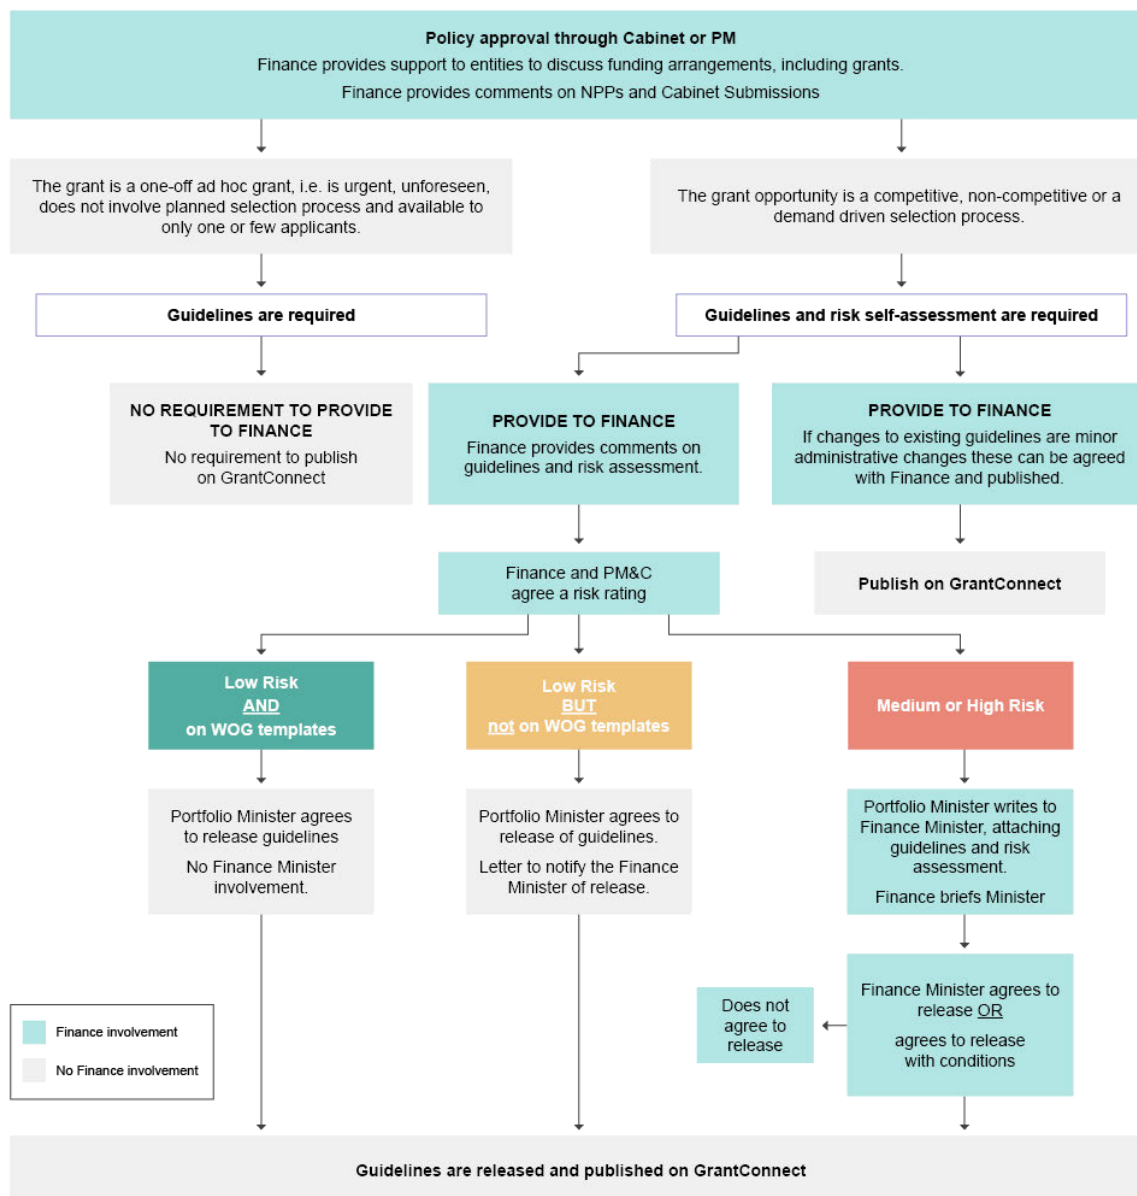 Policy approval through Cabinet or PM
Finance provides support to entities to discuss funding arrangements, including grants.
Finance provides comments on NPPs and Cabinet Submissions
The grant is a one-off ad hoc grant, i.e. is urgent, unforeseen,
does not involve planned selection process and available to
only one or few applicants.
The grant opportunity is a competitive, non-competitive or a
demand driven selection process.
Guidelines are required
Guidelines and risk self-assessment are required
NO REQUIREMENT TO PROVIDE
TO FINANCE
No requirement to publish
on GrantConnect
PROVIDE TO FINANCE
Finance provides comments on
guidelines and risk assessment.
PROVIDE TO FINANCE
If changes to existing guidelines are minor
administrative changes these can be agreed
with Finance and published.
Finance and PM&C
agree a risk rating
Publish on GrantConnect
Low Risk
AND
on WOG templates
Low Risk
BUT
not on WOG templates
Medium or High Risk
Portfolio Minister agrees
to release guidelines
No Finance Minister
involvement.
Portfolio Minister agrees to
release of guidelines.
Letter to notify the Finance
Minister of release.
Portfolio Minister writes to
Finance Minister, attaching
guidelines and risk
assessment.
Finance briefs Minister
Does not
agree to
release
Finance Minister agrees to
release OR
agrees to release
with conditions
Finance involvement
No Finance involvement
Guidelines are released and published on GrantConnect